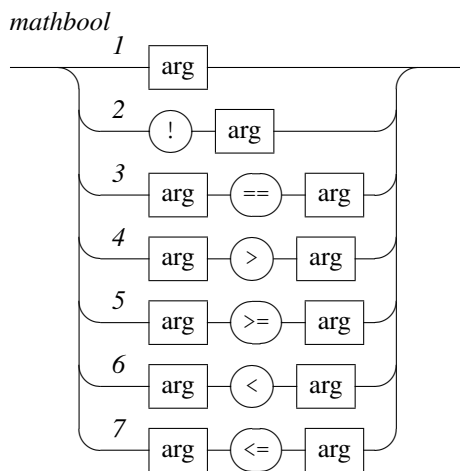 mathbool
1 arg
2 ! arg
3 arg == arg
4 arg > arg
5 arg >= arg
6 arg < arg
7 arg <= arg